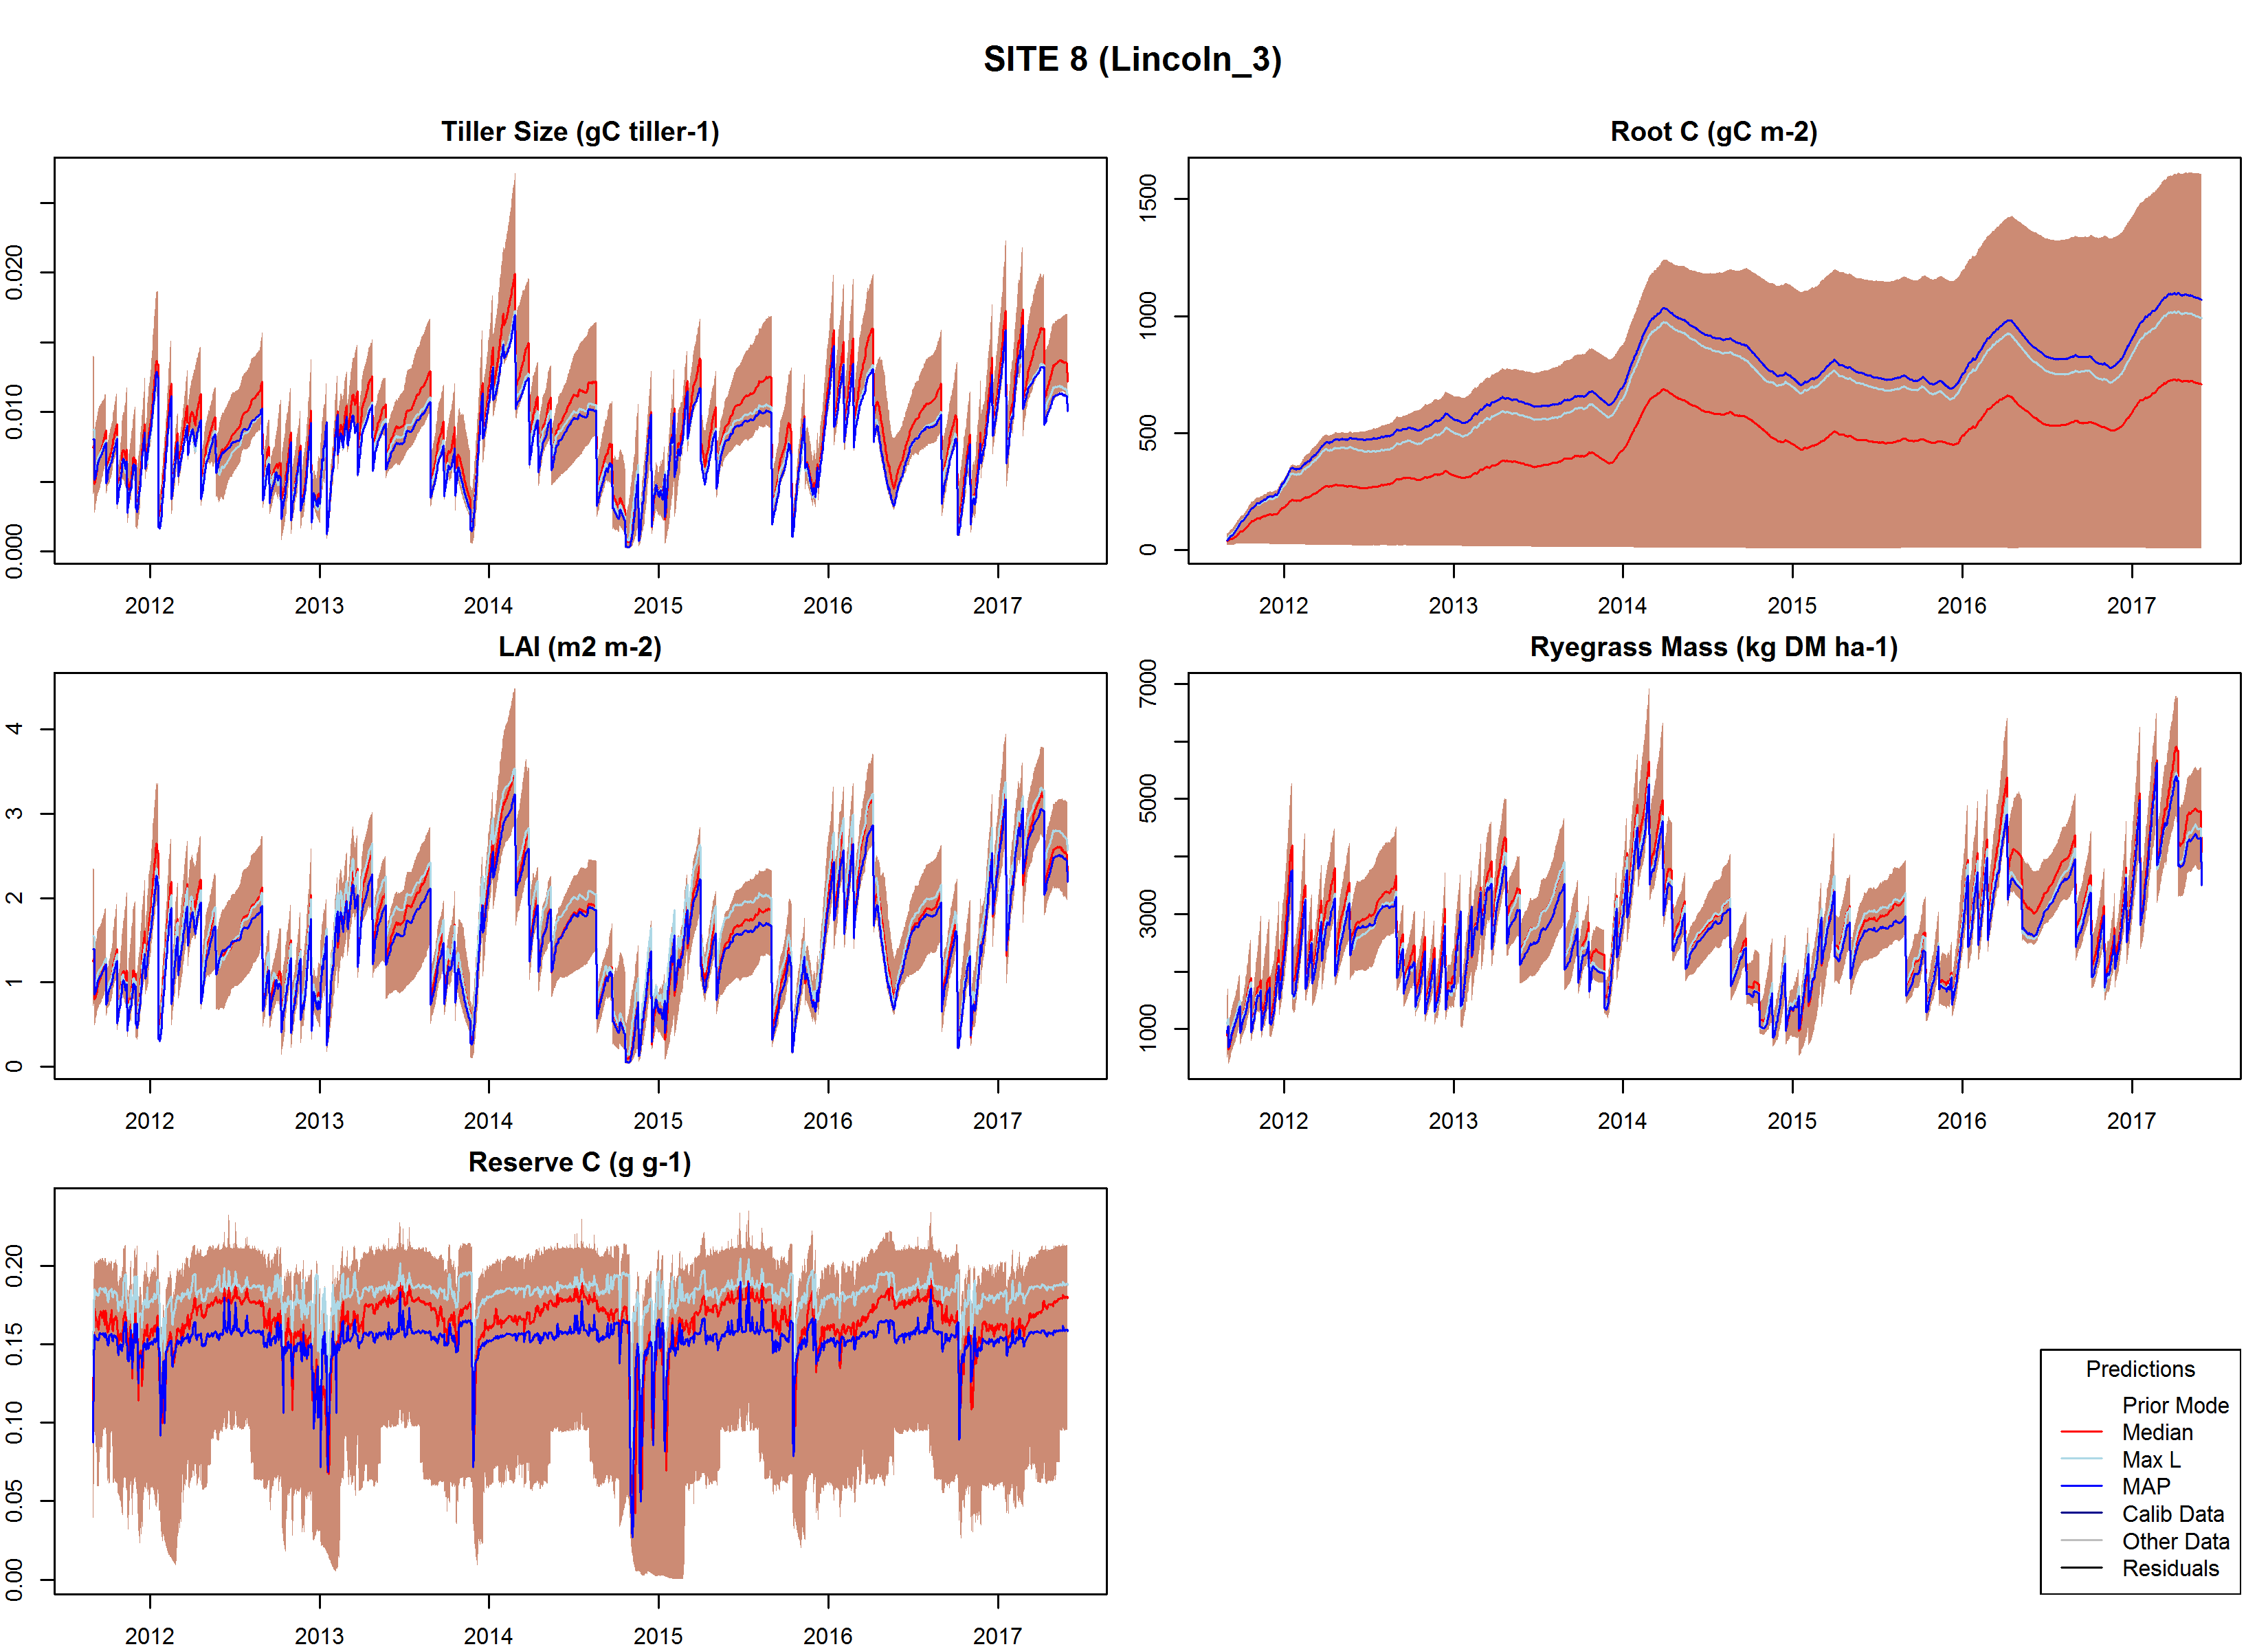 SITE 8 (Lincoln_3)
Tiller Size (gC tiller-1)
0.000 0.010 0.020
2012 2013 2014 2015 2016 2017
Root C (gC m-2)
0 500 1000 1500
2012 2013 2014 2015 2016 2017
LAI (m2 m-2)
0 1 2 3 4
2012 2013 2014 2015 2016 2017
Ryegrass Mass (kg DM ha-1)
1000 3000 5000 7000
2012 2013 2014 2015 2016 2017
Reserve C (g g-1)
0.00 0.05 0.10 0.15 0.20
2012 2013 2014 2015 2016 2017
Predictions
Prior Mode
Median
Max L
MAP
Calib Data
Other Data
Residuals